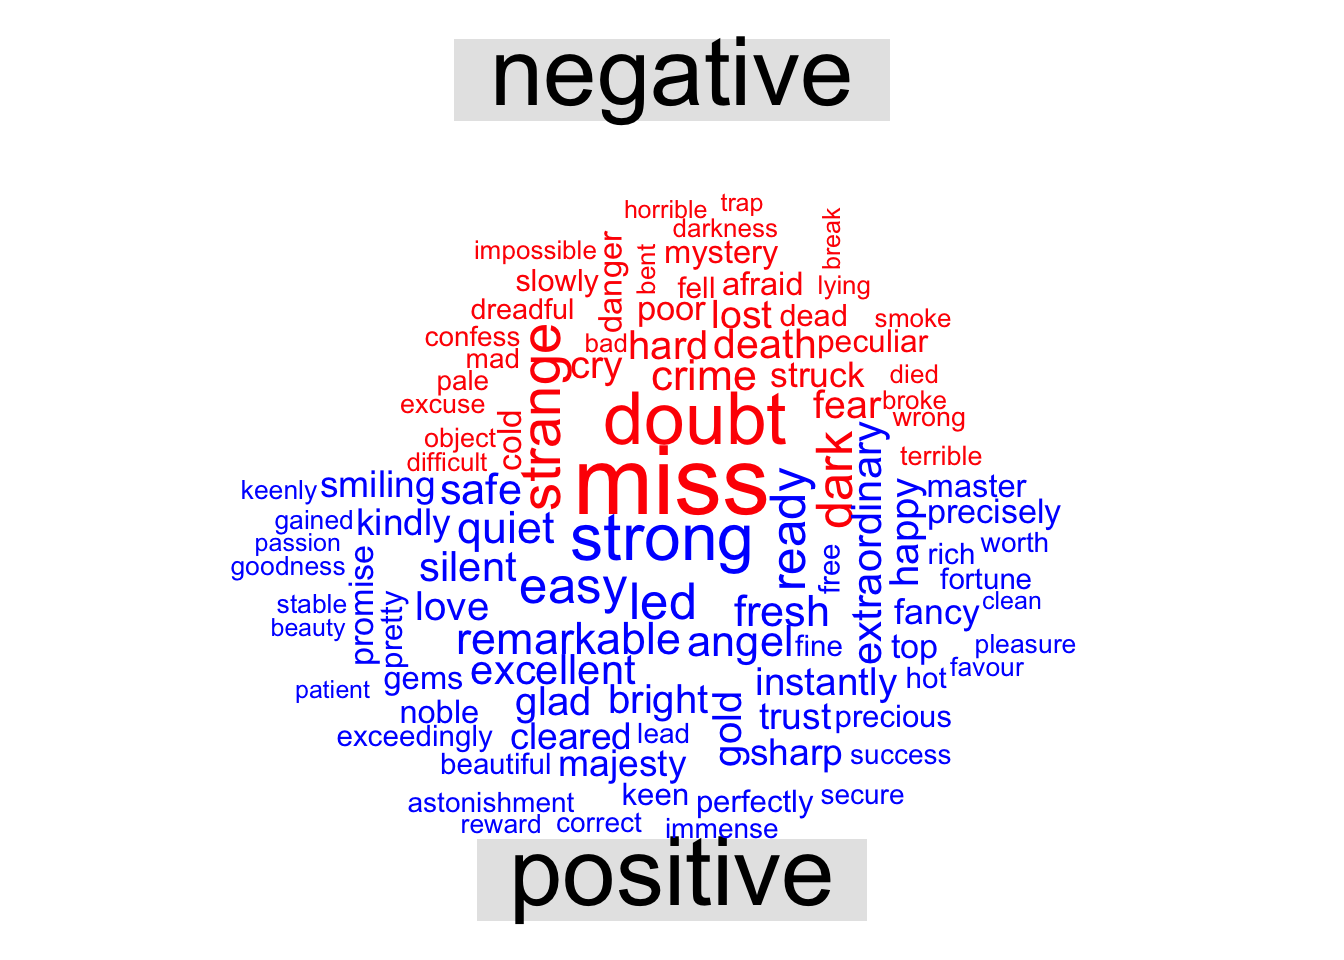 negative
horrible
trap
darkness
break
impossible
danger
bent
mystery
slowly
fell
afraid
lying
dreadful
poor
lost
dead
smoke
confess
strange
bad
hard
death
peculiar
mad
cry
crime
struck
died
pale
excuse
doubt
fear
broke
wrong
object
cold
dark
extraordinary
difficult
terrible
keenly
smiling
safe
miss
ready
happy
master
gained
kindly
quiet
strong
precisely
passion
goodness
promise
silent
free
rich
worth
stable
beauty
pretty
love
easy
led
fresh
fancy
fortune
clean
remarkable
angel
fine
top
pleasure
patient
gems
excellent
instantly
hot
favour
noble
glad
bright
gold
trust
precious
exceedingly
cleared
lead
sharp
success
beautiful
majesty
astonishment
keen
perfectly
secure
reward
correct
immense
positive